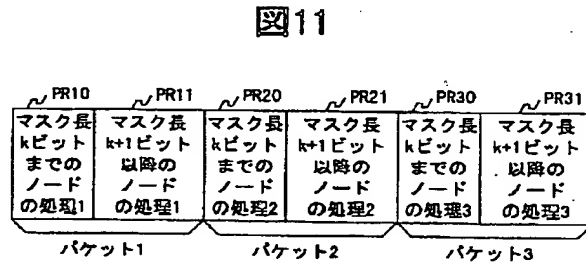 図11
PR10 PR11 PR20 PR21 PR30 PR31
マスク長
kビット
までの
ノード
の処理1
マスク長
k+1ビット
以降の
ノード
の処理1
マスク長
kビット
までの
ノード
の処理2
マスク長
k+1ビット
以降の
ノード
の処理2
マスク長
kビット
までの
ノード
の処理3
マスク長
k+1ビット
以降の
ノード
の処理3
パケット1 パケット2 パケット3